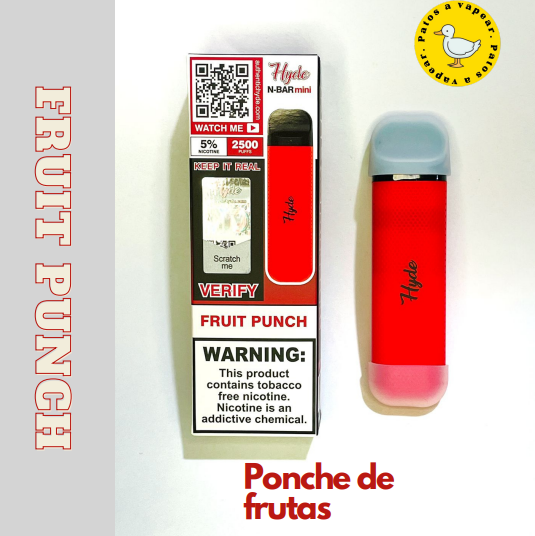 Patos a vapear. Patos a vapear.
FRUIT PUNCH
authentichyde.com
Hyde
N-BAR mini
WATCH ME
5%
NICOTINE
2500
PUFFS
KEEP IT REAL
Hyde
Hyde
Scratch
me
VERIFY
FRUIT PUNCH
WARNING:
This product
contains tobacco
free nicotine.
Nicotine is an
addictive chemical.
Hyde
Ponche de
frutas